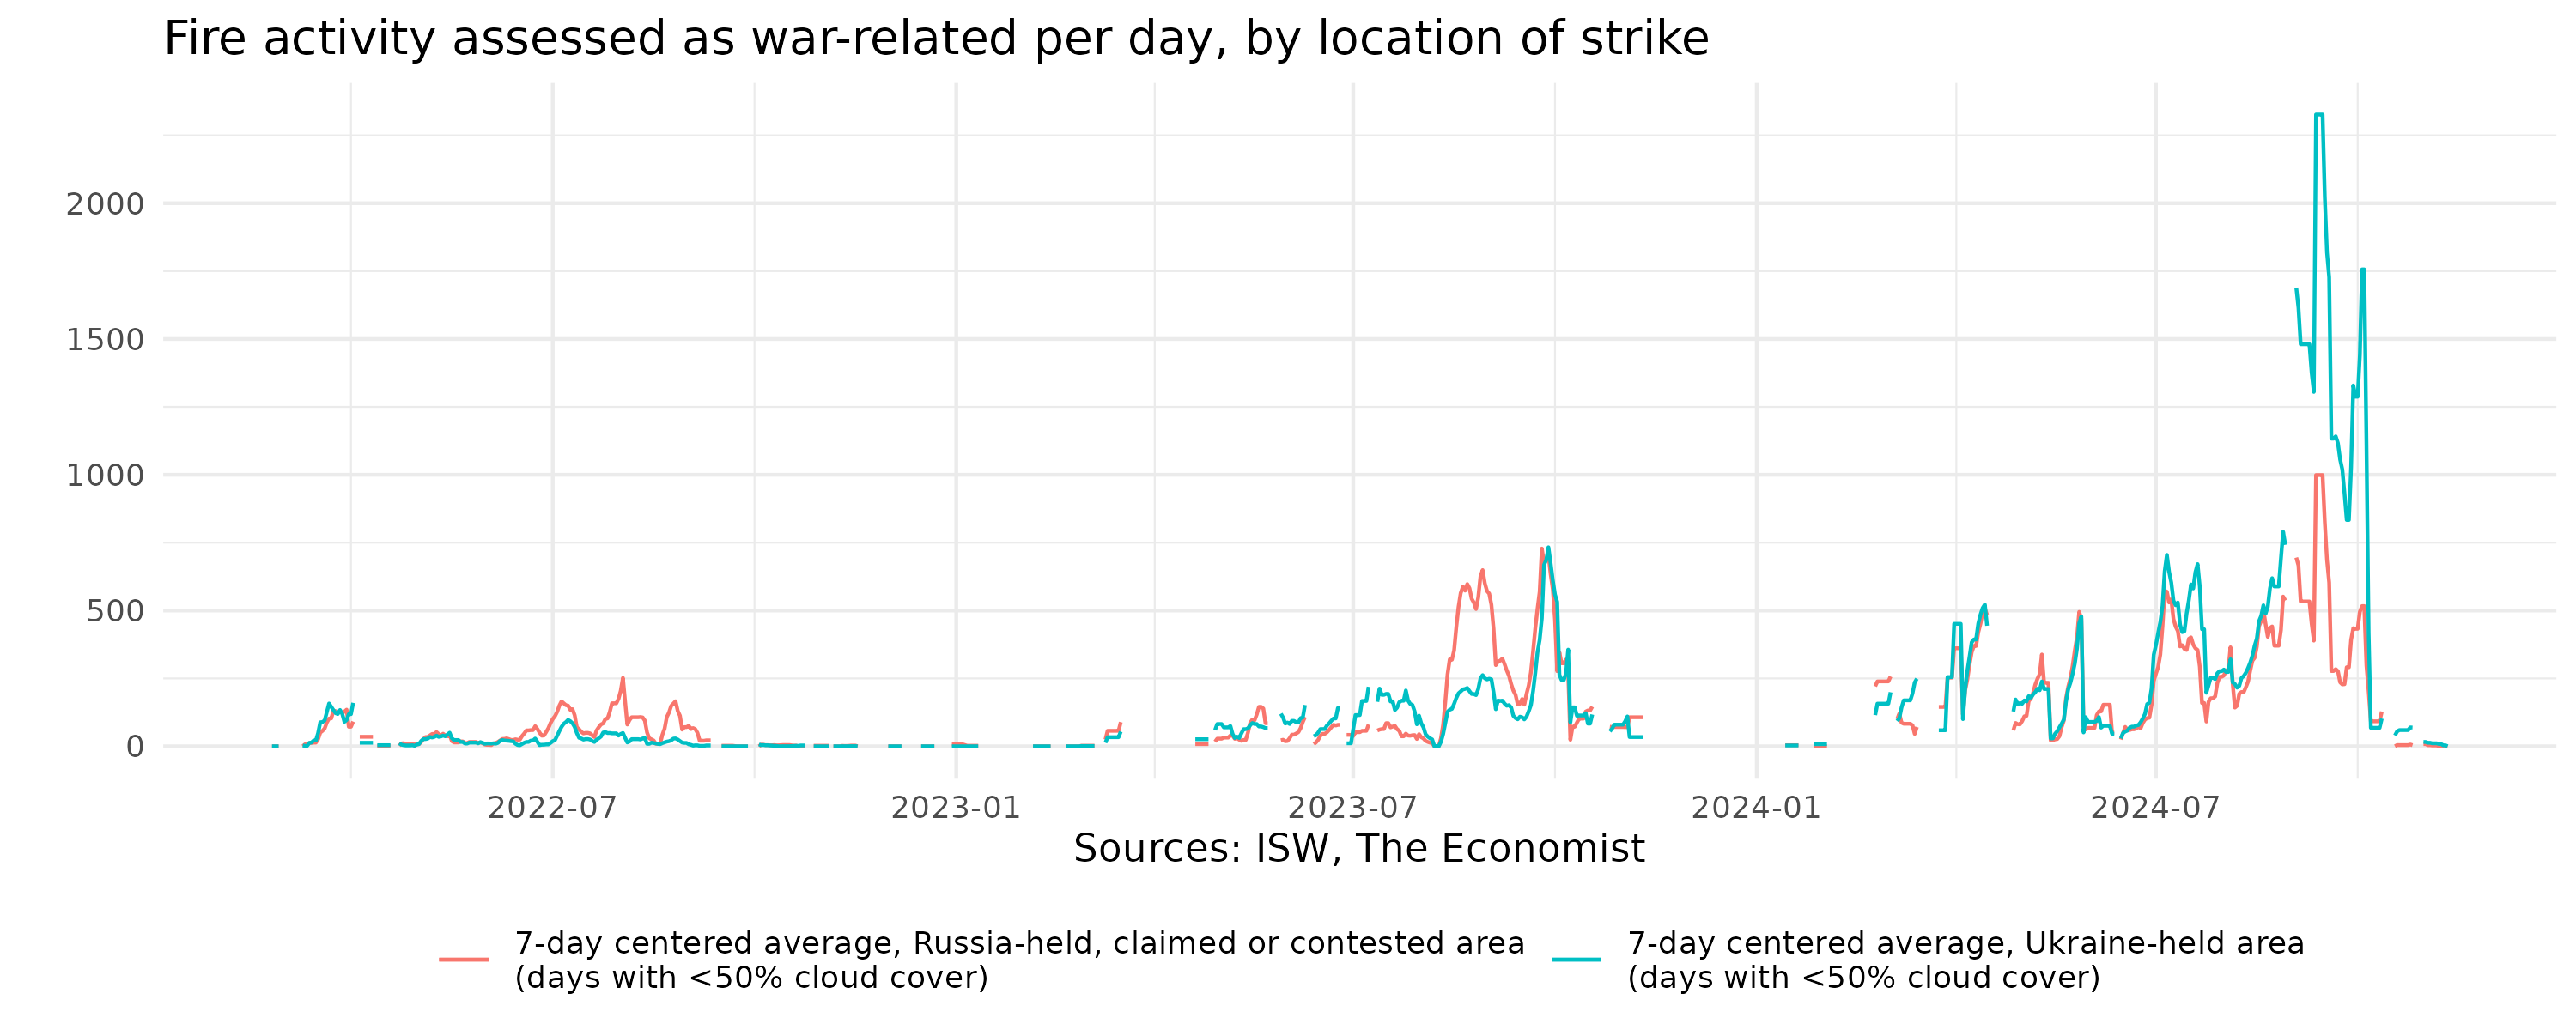 Fire activity assessed as war-related per day, by location of strike
2000
1500
1000
500
0
2022-07
2023-01
2023-07
2024-01
2024-07
Sources: ISW, The Economist
7-day centered average, Russia-held, claimed or contested area
(days with <50% cloud cover)
7-day centered average, Ukraine-held area
(days with <50% cloud cover)